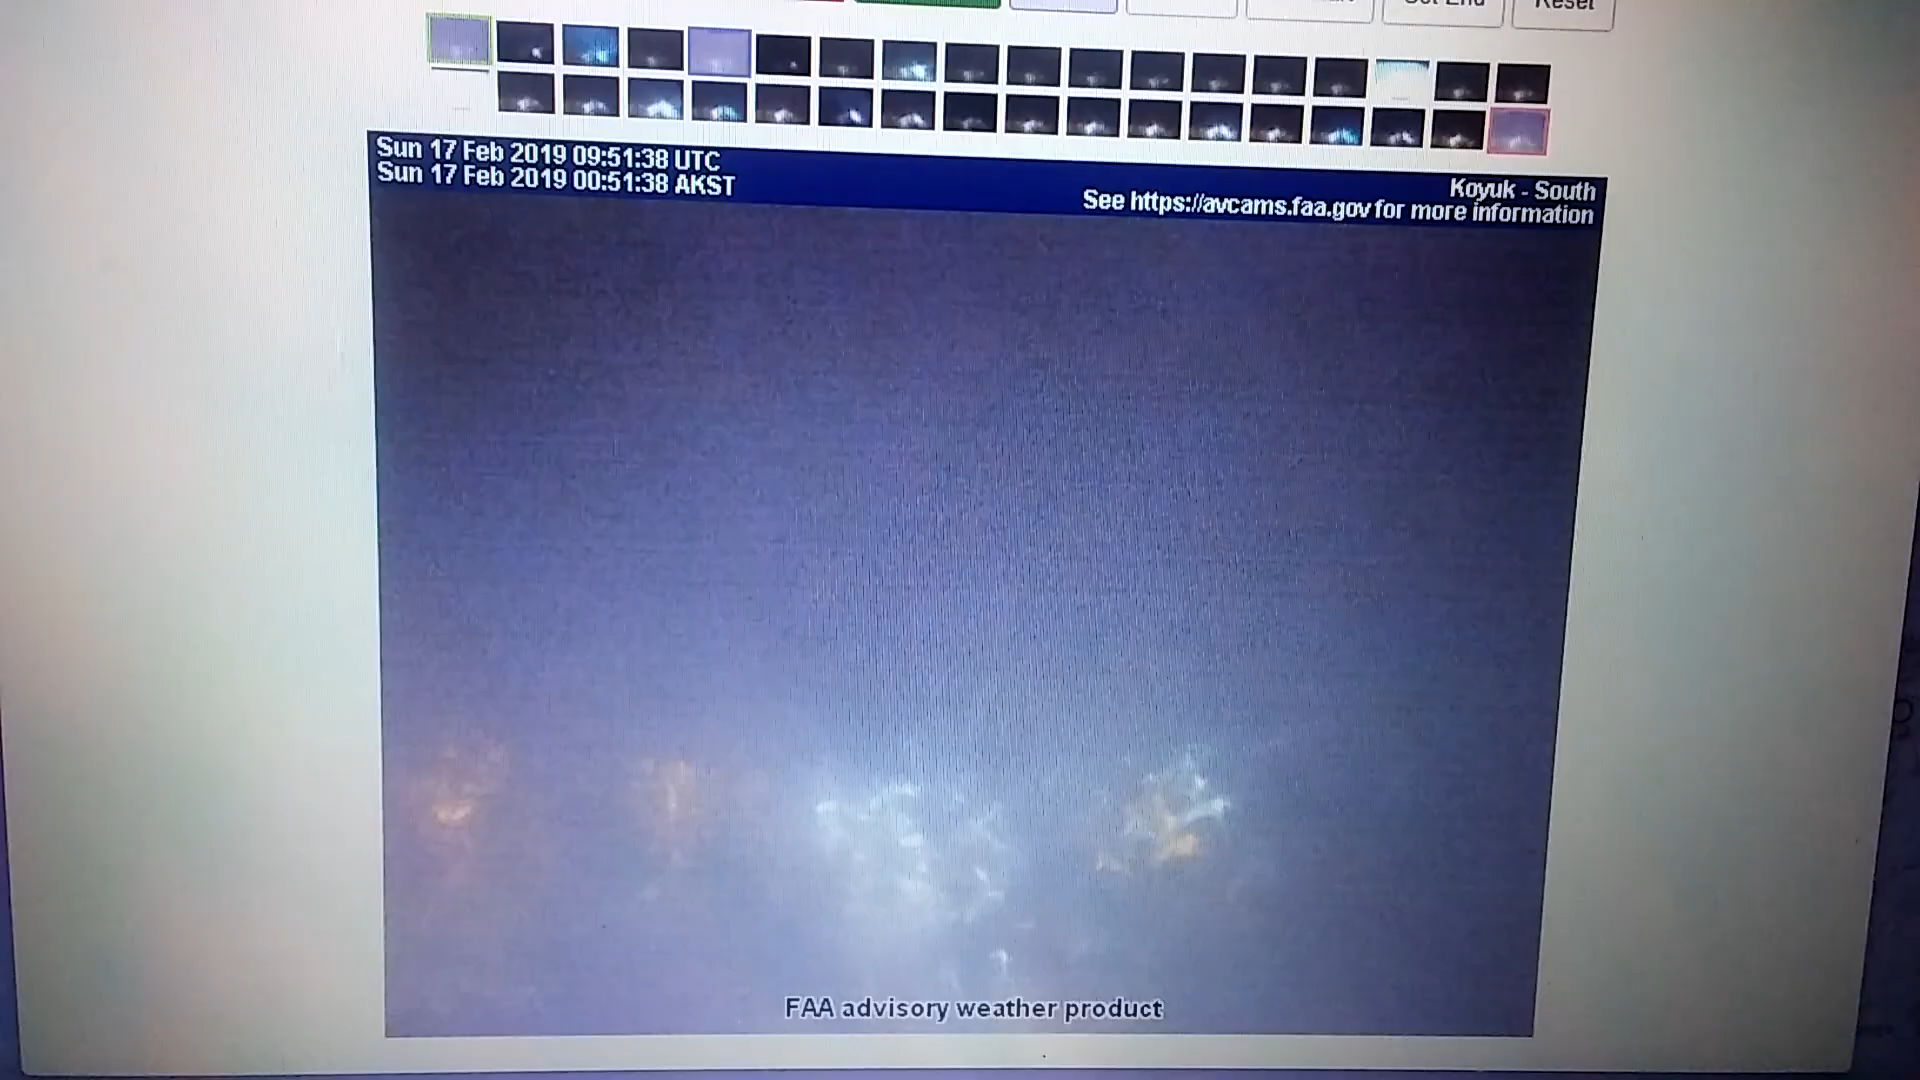 Reset
Sun 17 Feb 2019 09:51:38 UTC
Sun 17 Feb 2019 00:51:38 AKST
Koyuk - South
See https://avcams.faa.gov for more information
FAA advisory weather product